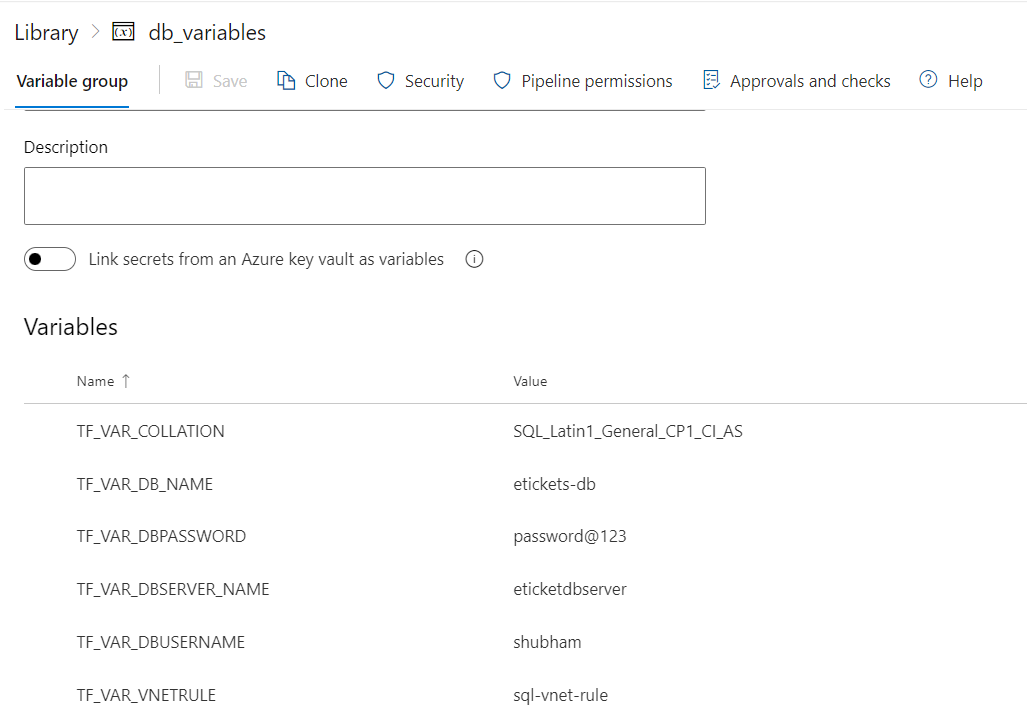 Library > db_variables
Variable group Save Clone Security Pipeline permissions Approvals and checks Help
Description
Link secrets from an Azure key vault as variables
Variables
Name ↑ Value
TF_VAR_COLLATION SQL_Latin1_General_CP1_CI_AS
TF_VAR_DB_NAME etickets-db
TF_VAR_DBPASSWORD password@123
TF_VAR_DBSERVER_NAME eticketdbserver
TF_VAR_DBUSERNAME shubham
TF_VAR_VNETRULE sql-vnet-rule